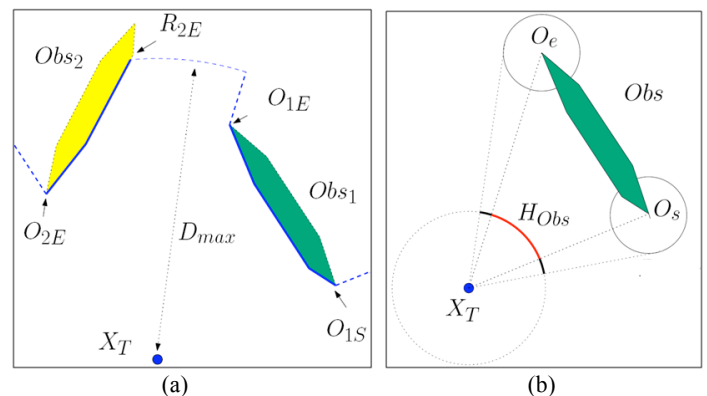 R2E
Obs2
O1E
Obs1
O2E
Dmax
O1S
XT
(a)
Oe
Obs
HObs
Os
XT
(b)